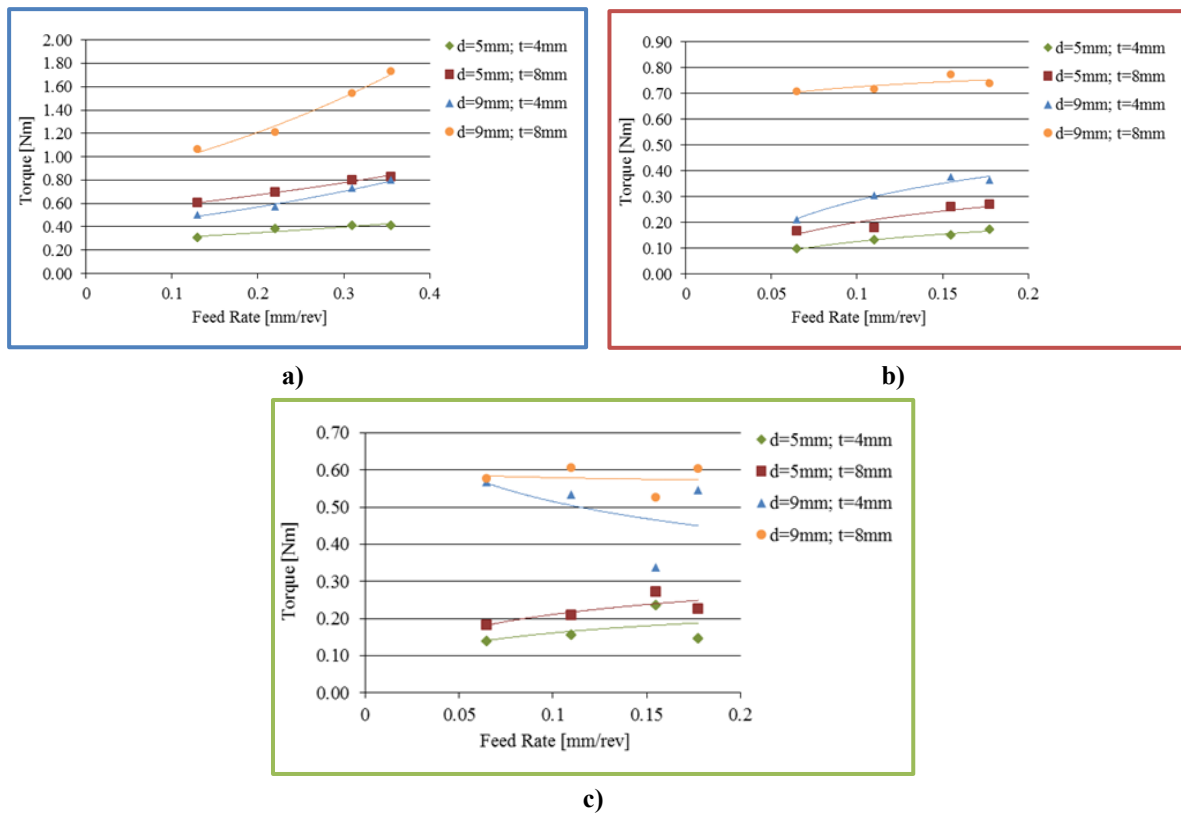 2.00
1.80
1.60
1.40
1.20
1.00
0.80
0.60
0.40
0.20
0.00
Torque [Nm]
0 0.1 0.2 0.3 0.4
Feed Rate [mm/rev]
d=5mm; t=4mm
d=5mm; t=8mm
d=9mm; t=4mm
d=9mm; t=8mm
a)
0.90
0.80
0.70
0.60
0.50
0.40
0.30
0.20
0.10
0.00
Torque [Nm]
0 0.05 0.1 0.15 0.2
Feed Rate [mm/rev]
d=5mm; t=4mm
d=5mm; t=8mm
d=9mm; t=4mm
d=9mm; t=8mm
b)
0.70
0.60
0.50
0.40
0.30
0.20
0.10
0.00
Torque [Nm]
0 0.05 0.1 0.15 0.2
Feed Rate [mm/rev]
d=5mm; t=4mm
d=5mm; t=8mm
d=9mm; t=4mm
d=9mm; t=8mm
c)